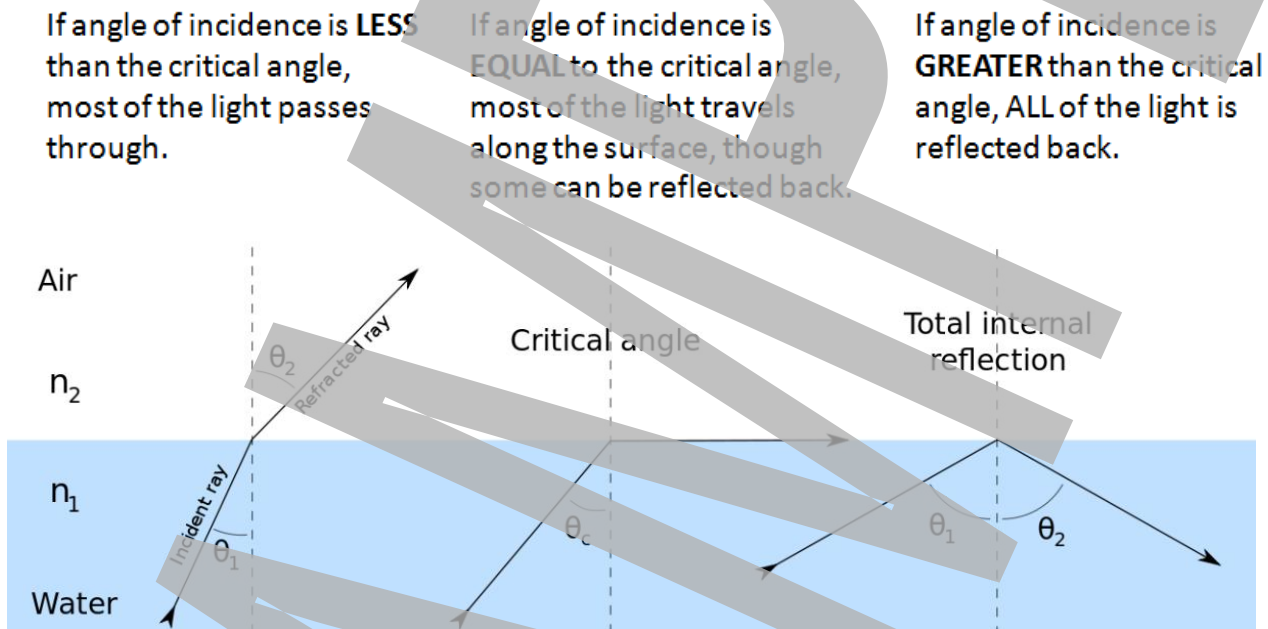 If angle of incidence is LESS
than the critical angle,
most of the light passes
through.
If angle of incidence is
EQUAL to the critical angle,
most of the light travels
along the surface, though
some can be reflected back.
If angle of incidence is
GREATER than the critical
angle, ALL of the light is
reflected back.
Air
n2
θ2
Refracted ray
Critical angle
Total internal
reflection
n1
Incident ray
θ1
θc
θ1
θ2
Water